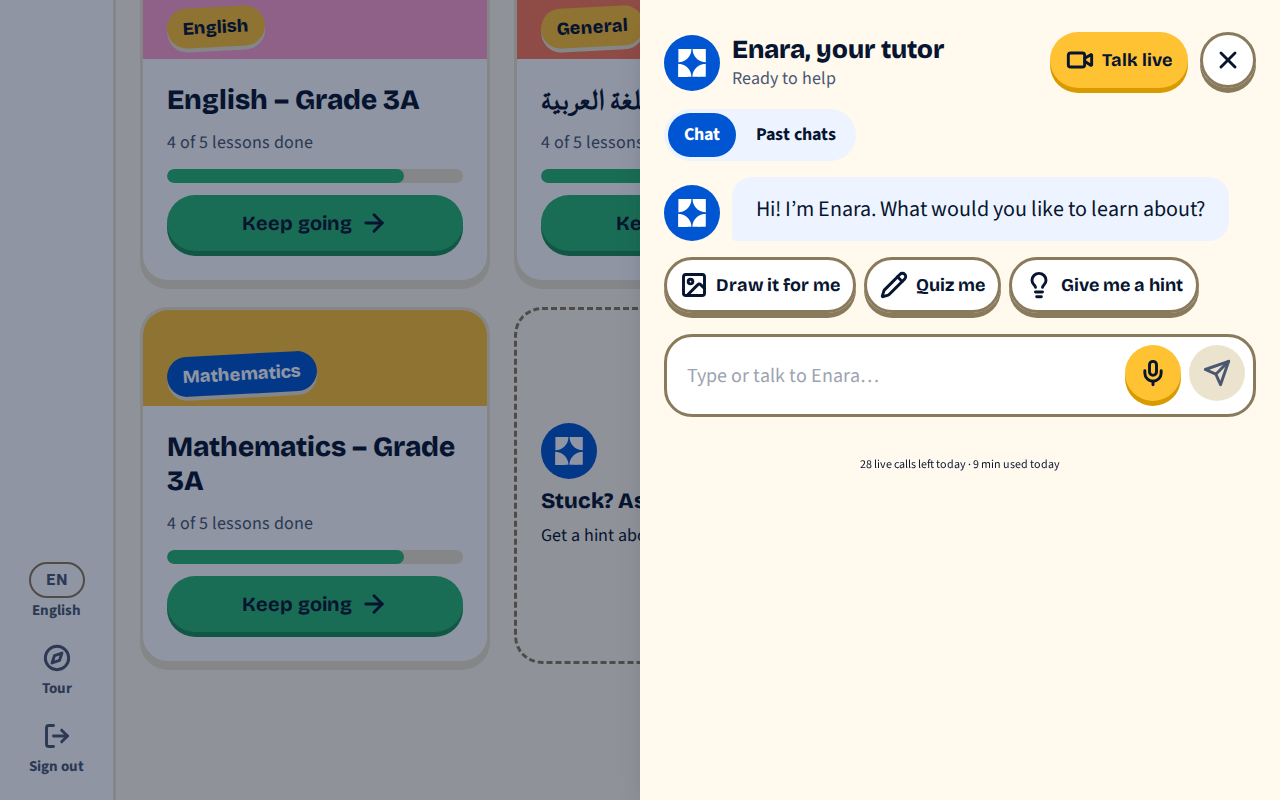 English
English – Grade 3A
4 of 5 lessons done
Keep going
General
للغة العربية
4 of 5 lessons
Mathematics
Mathematics – Grade
3A
4 of 5 lessons done
Keep going
Stuck?
Get a hint
EN
English
Tour
Sign out
Enara, your tutor
Ready to help
Talk live
Chat
Past chats
Hi! I’m Enara. What would you like to learn about?
Draw it for me
Quiz me
Give me a hint
Type or talk to Enara…
28 live calls left today · 9 min used today